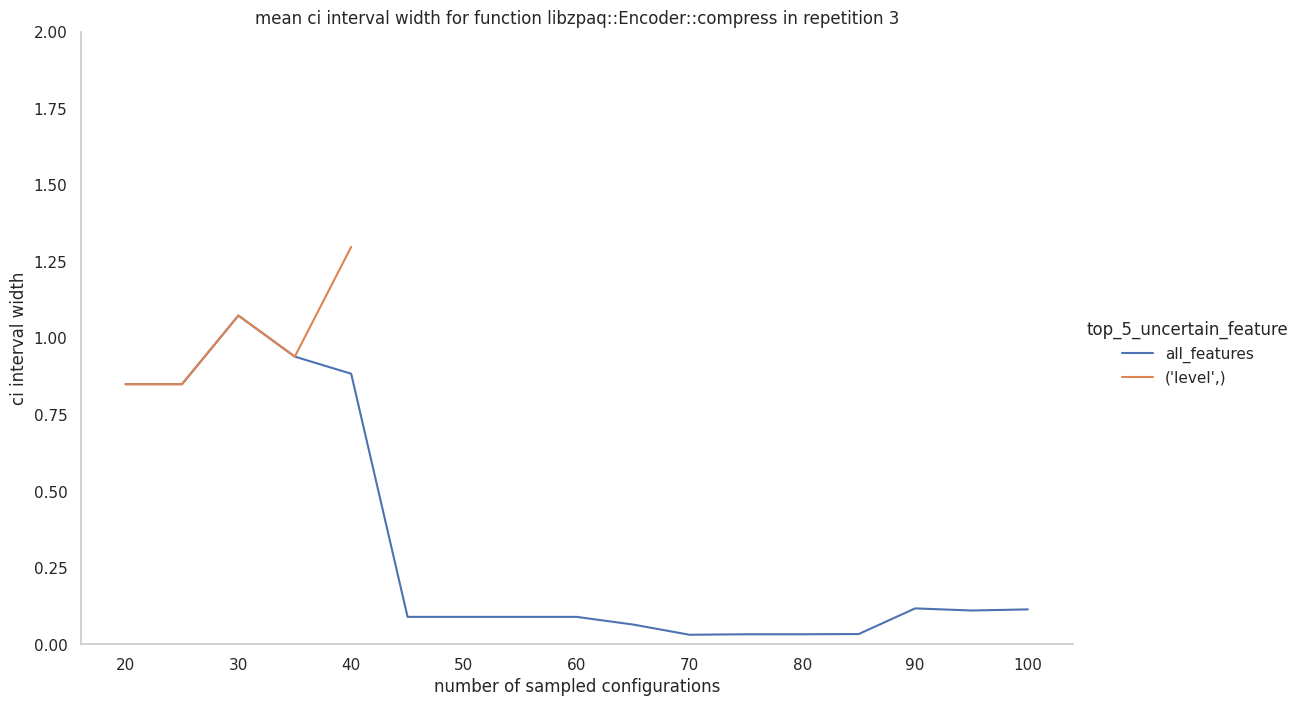 mean ci interval width for function libzpaq::Encoder::compress in repetition 3
2.00
1.75
1.50
1.25
1.00
0.75
0.50
0.25
0.00
ci interval width
20 30 40 50 60 70 80 90 100
number of sampled configurations
top_5_uncertain_feature
all_features
('level',)